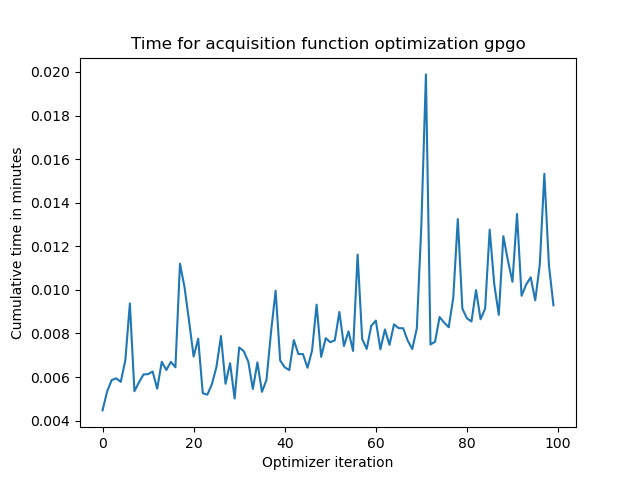 Time for acquisition function optimization gpgo
Cumulative time in minutes
0.020
0.018
0.016
0.014
0.012
0.010
0.008
0.006
0.004
0 20 40 60 80 100
Optimizer iteration